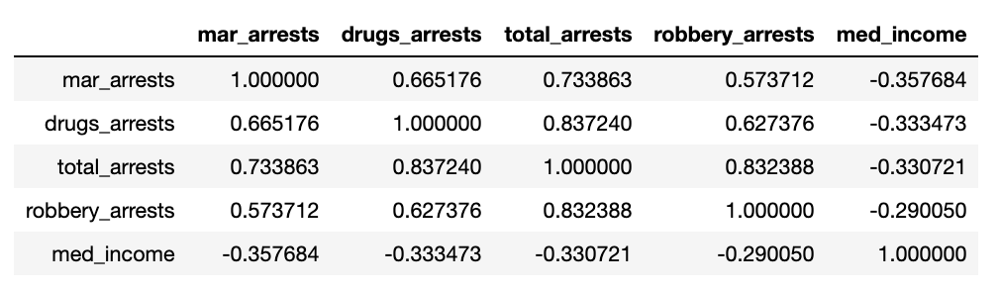 mar_arrests drugs_arrests total_arrests robbery_arrests med_income
mar_arrests 1.000000 0.665176 0.733863 0.573712 -0.357684
drugs_arrests 0.665176 1.000000 0.837240 0.627376 -0.333473
total_arrests 0.733863 0.837240 1.000000 0.832388 -0.330721
robbery_arrests 0.573712 0.627376 0.832388 1.000000 -0.290050
med_income -0.357684 -0.333473 -0.330721 -0.290050 1.000000